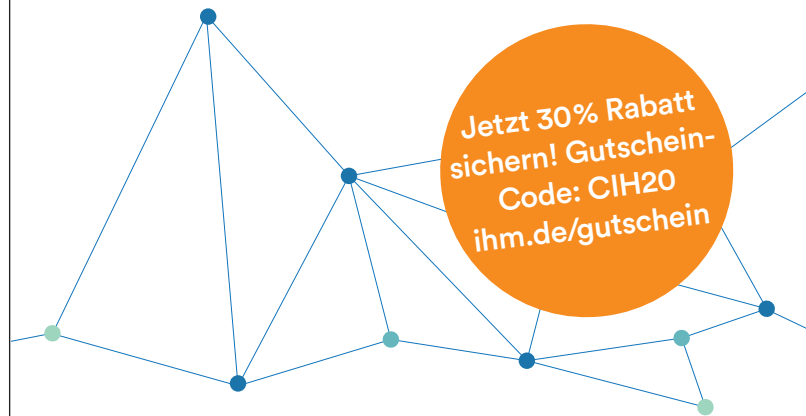 Jetzt 30% Rabatt
sichern! Gutschein-
Code: CIH20
ihm.de/gutschein